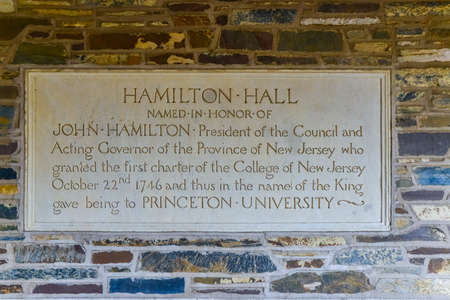 HAMILTON · HALL
NAMED · IN · HONOR · OF
JOHN · HAMILTON · President of the Council and
Acting Governor of the Province of New Jersey who
granted the first charter of the College of New Jersey
October 22nd 1746 and thus in the name of the King
gave being to PRINCETON · UNIVERSITY